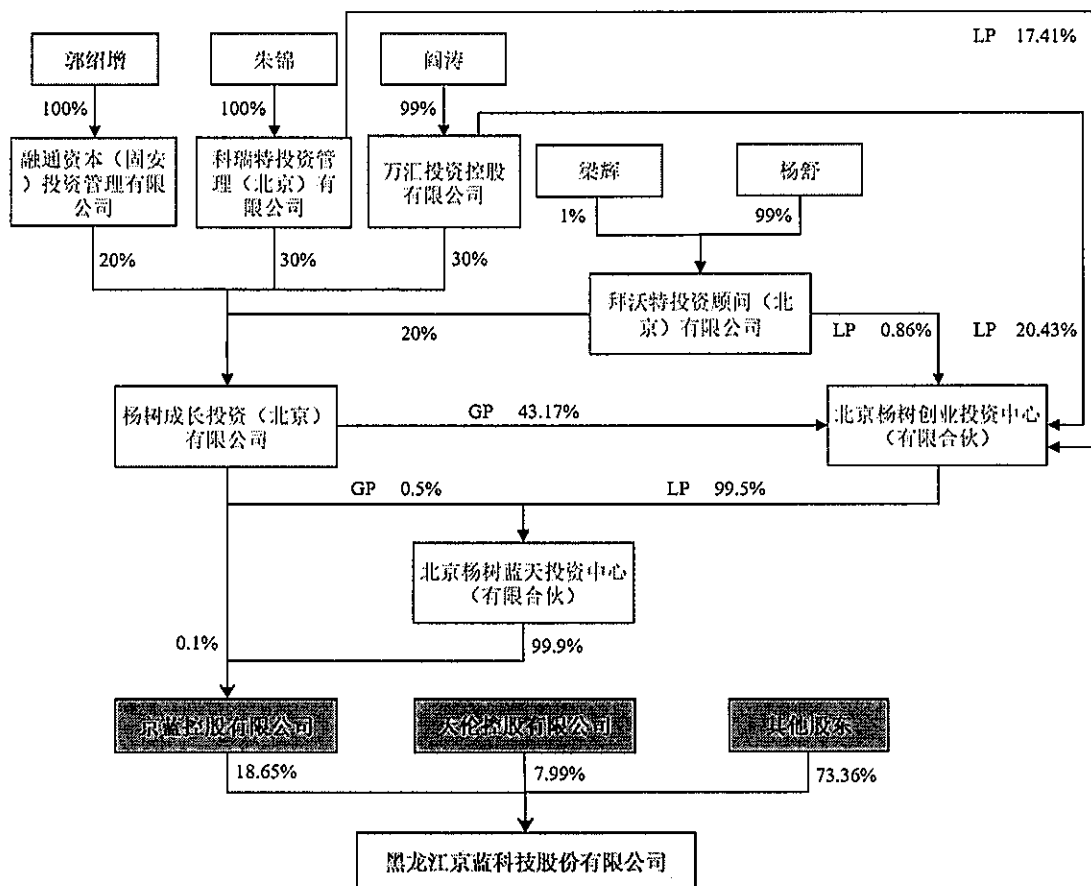 LP 17.41%
郭绍增
朱锦
阎涛
100%
100%
99%
融通资本（固安
）投资管理有限
公司
科瑞特投资管
理（北京）有
限公司
万汇投资控股
有限公司
梁辉
杨舒
1%
99%
20%
30%
30%
拜沃特投资顾问（北
京）有限公司
20%
LP 0.86%
LP 20.43%
杨树成长投资（北京）
有限公司
GP 43.17%
北京杨树创业投资中心
（有限合伙）
GP 0.5%
LP 99.5%
北京杨树蓝天投资中心
（有限合伙）
0.1%
99.9%
京蓝控股有限公司
天伦控股有限公司
其他股东
18.65%
7.99%
73.36%
黑龙江京蓝科技股份有限公司